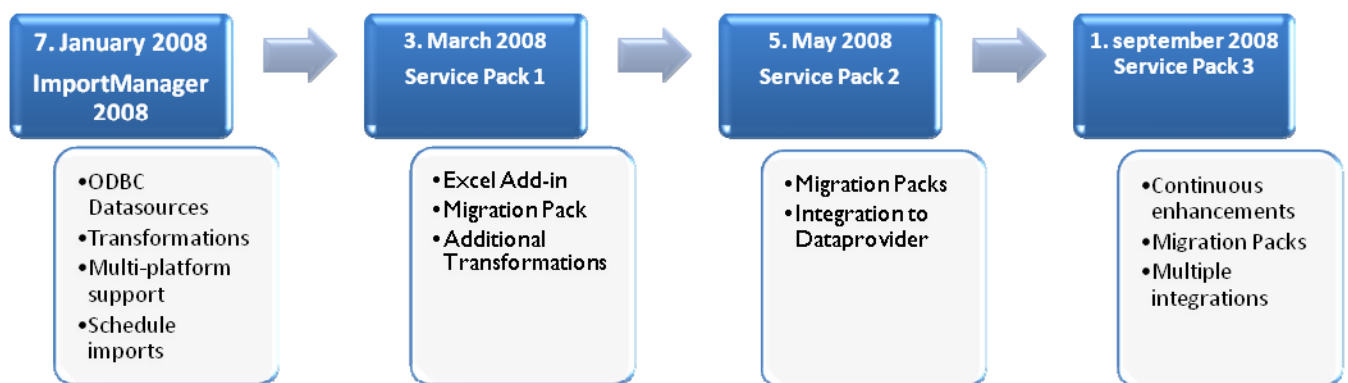 7. January 2008
ImportManager
2008
•ODBC
Datasources
•Transformations
•Multi-platform
support
•Schedule
imports
3. March 2008
Service Pack 1
•Excel Add-in
•Migration Pack
•Additional
Transformations
5. May 2008
Service Pack 2
•Migration Packs
•Integration to
Dataprovider
1. september 2008
Service Pack 3
•Continuous
enhancements
•Migration Packs
•Multiple
integrations